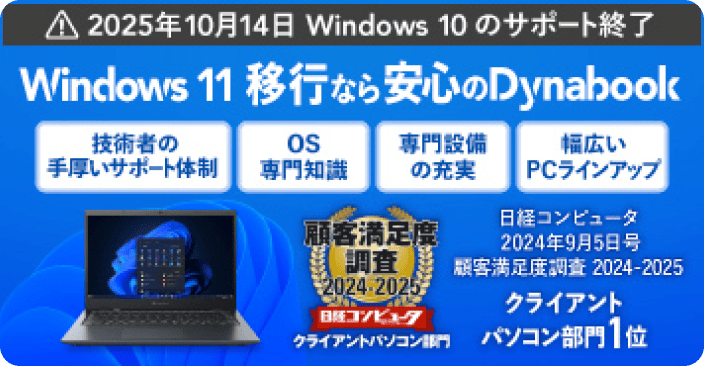 2025年10月14日 Windows 10 のサポート終了
Windows 11 移行なら安心のDynabook
技術者の
手厚いサポート体制
OS
専門知識
専門設備
の充実
幅広い
PCラインアップ
顧客満足度
調査
2024-2025
日経コンピュータ
クライアントパソコン部門
日経コンピュータ
2024年9月5日号
顧客満足度調査 2024-2025
クライアント
パソコン部門1位